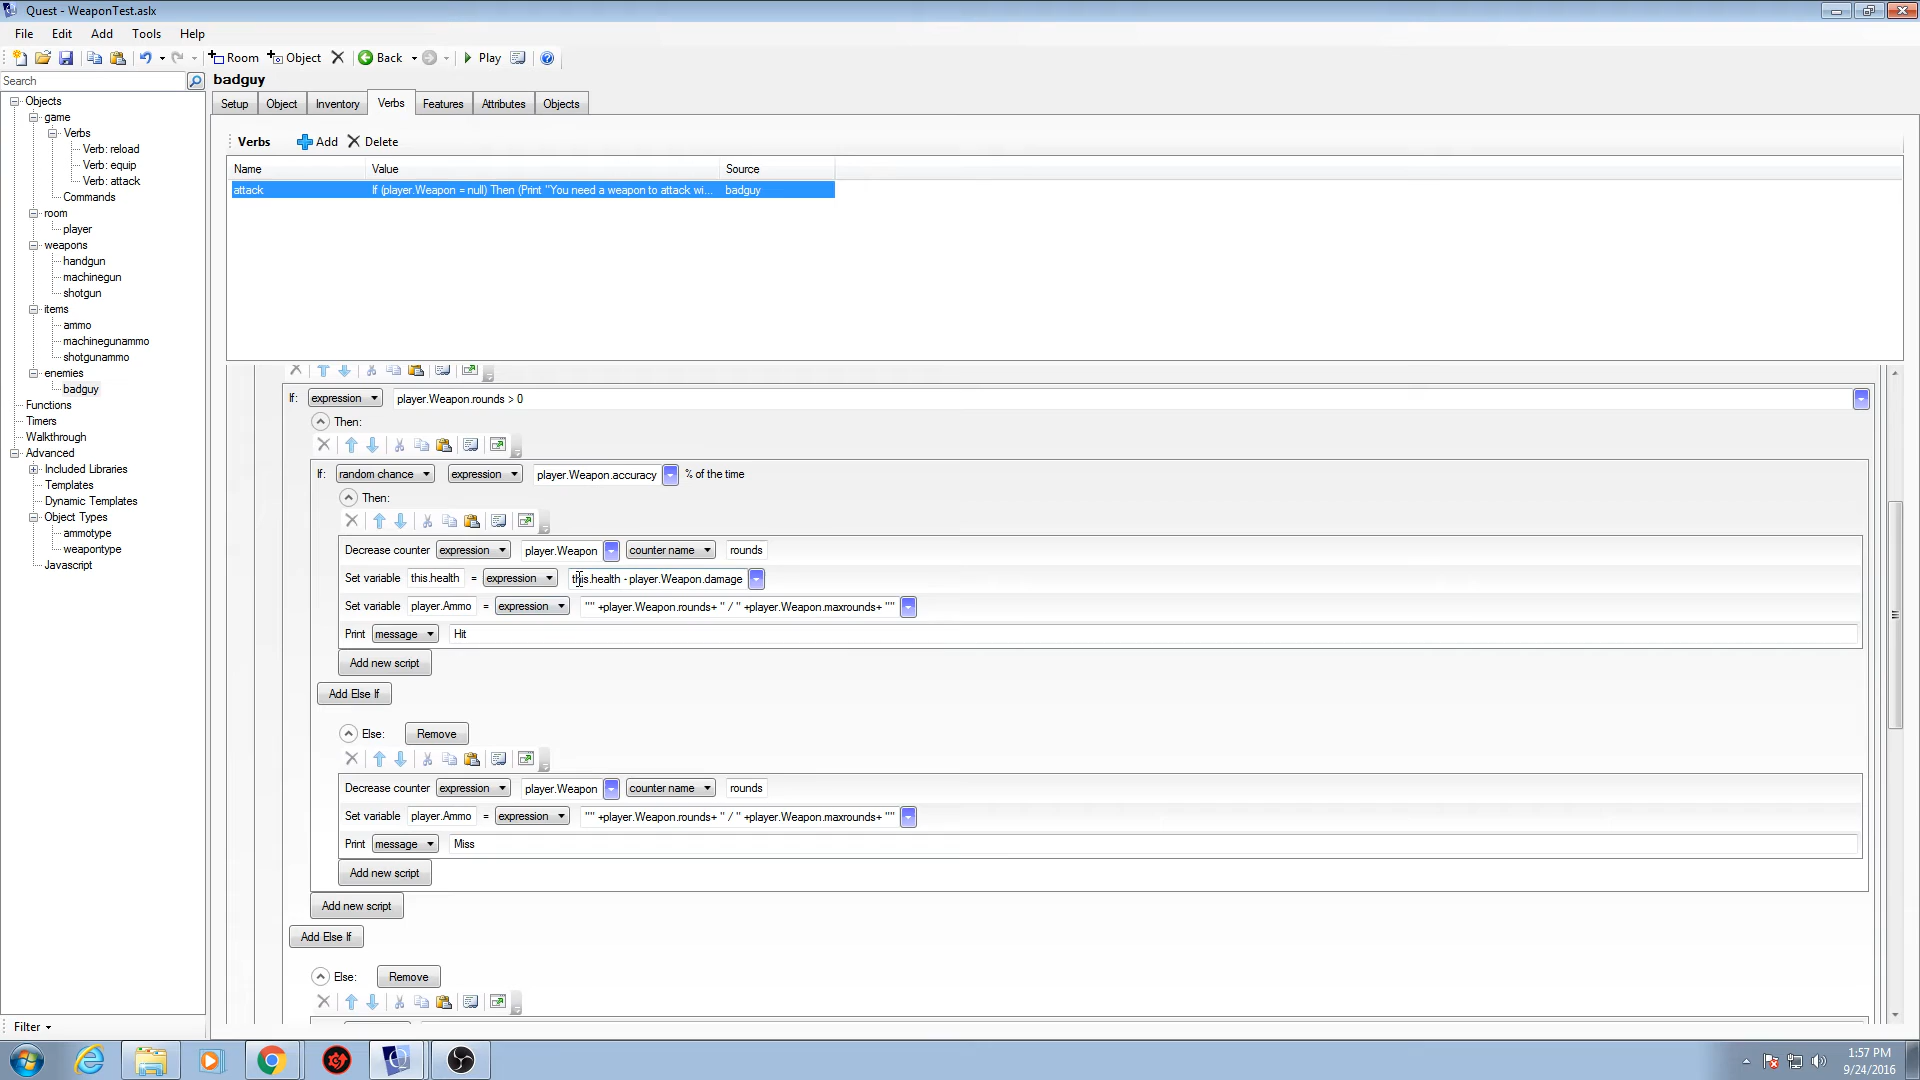 Quest - WeaponTest.aslx
File Edit Add Tools Help
Room Object Back Play
Search
badguy
Setup Object Inventory Verbs Features Attributes Objects
Objects
game
Verbs
Verb: reload
Verb: equip
Verb: attack
Commands
room
player
weapons
handgun
machinegun
shotgun
items
ammo
machinegunammo
shotgunammo
enemies
badguy
Functions
Timers
Walkthrough
Advanced
Included Libraries
Templates
Dynamic Templates
Object Types
ammotype
weapontype
Javascript
Filter
Verbs Add Delete
Name Value Source
attack If (player.Weapon = null) Then (Print "You need a weapon to attack wi... badguy
If: expression player.Weapon.rounds > 0
Then:
If: random chance expression player.Weapon.accuracy % of the time
Then:
Decrease counter expression player.Weapon counter name rounds
Set variable this.health = expression this.health - player.Weapon.damage
Set variable player.Ammo = expression "" +player.Weapon.rounds+ " / " +player.Weapon.maxrounds+ ""
Print message Hit
Add new script
Add Else If
Else: Remove
Decrease counter expression player.Weapon counter name rounds
Set variable player.Ammo = expression "" +player.Weapon.rounds+ " / " +player.Weapon.maxrounds+ ""
Print message Miss
Add new script
Add new script
Add Else If
Else: Remove
1:57 PM
9/24/2016